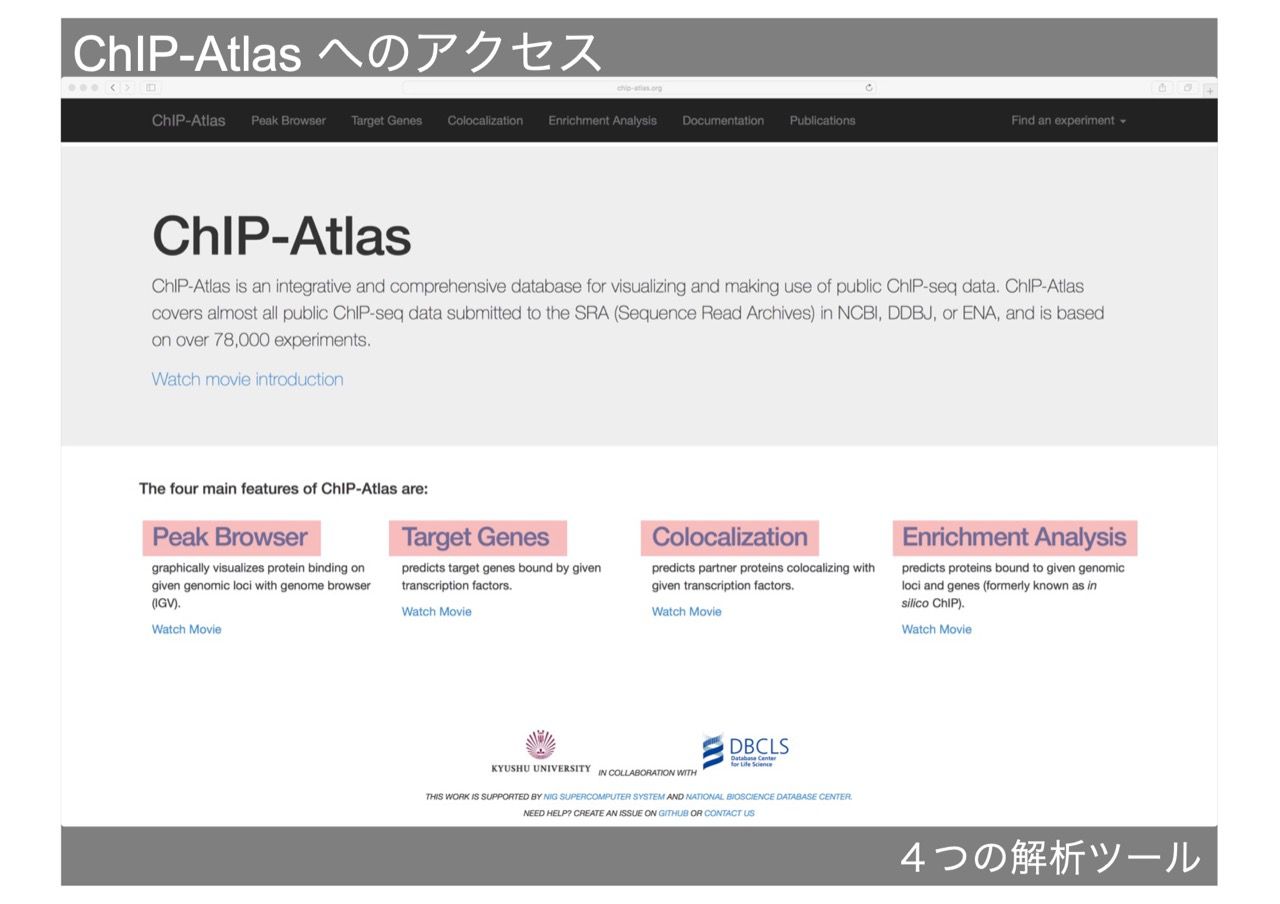 ChIP-Atlas へのアクセス
chip-atlas.org
ChIP-Atlas Peak Browser Target Genes Colocalization Enrichment Analysis Documentation Publications Find an experiment
ChIP-Atlas
ChIP-Atlas is an integrative and comprehensive database for visualizing and making use of public ChIP-seq data. ChIP-Atlas
covers almost all public ChIP-seq data submitted to the SRA (Sequence Read Archives) in NCBI, DDBJ, or ENA, and is based
on over 78,000 experiments.
Watch movie introduction
The four main features of ChIP-Atlas are:
Peak Browser
graphically visualizes protein binding on
given genomic loci with genome browser
(IGV).
Watch Movie
Target Genes
predicts target genes bound by given
transcription factors.
Watch Movie
Colocalization
predicts partner proteins colocalizing with
given transcription factors.
Watch Movie
Enrichment Analysis
predicts proteins bound to given genomic
loci and genes (formerly known as in
silico ChIP).
Watch Movie
KYUSHU UNIVERSITY IN COLLABORATION WITH
DBCLS
Database Center
for Life Science
THIS WORK IS SUPPORTED BY NIG SUPERCOMPUTER SYSTEM AND NATIONAL BIOSCIENCE DATABASE CENTER.
NEED HELP? CREATE AN ISSUE ON GITHUB OR CONTACT US
４つの解析ツール